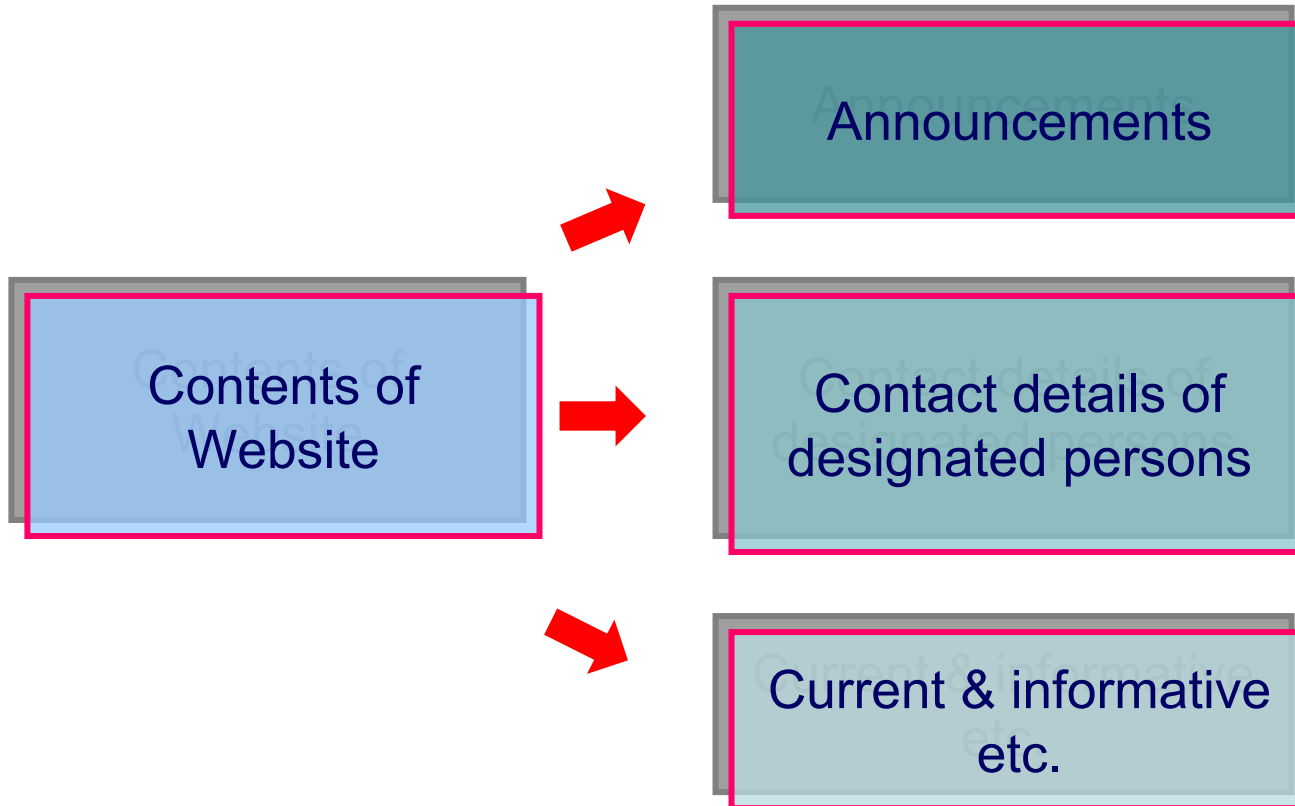 Announcements
Contents of
Website
Contact details of
designated persons
Current & informative
etc.